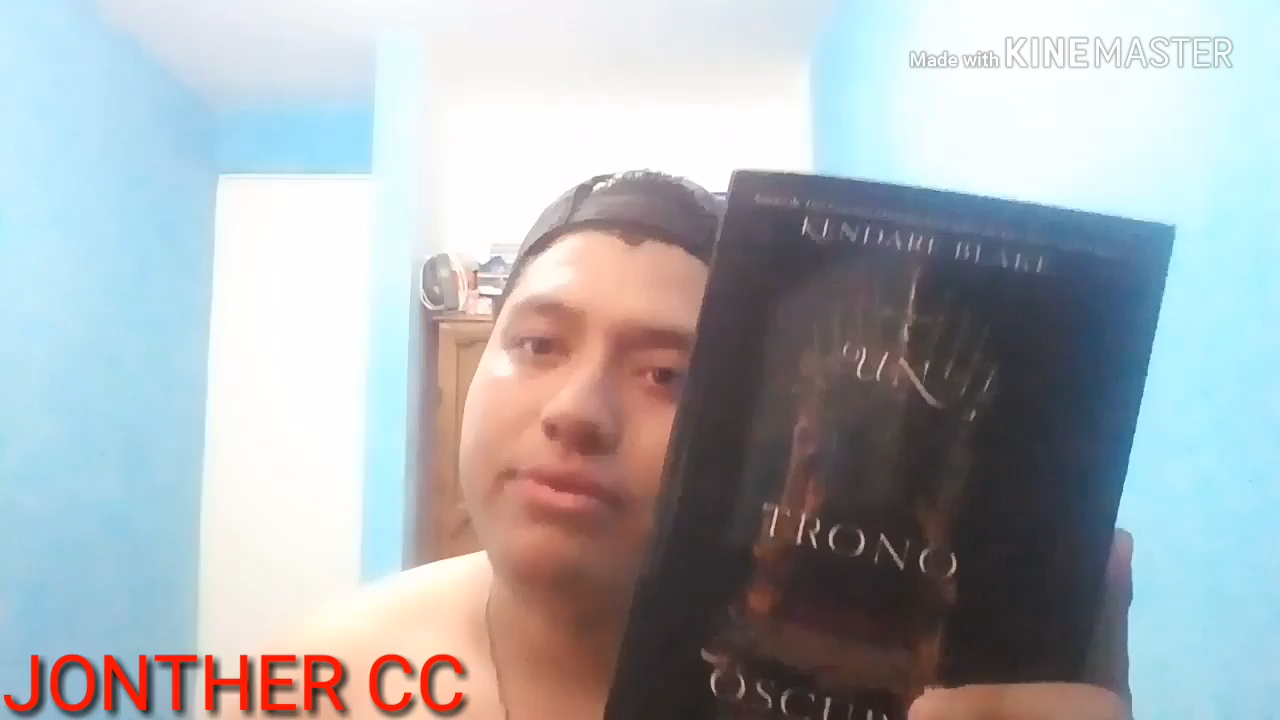 Made with KINEMASTER
KENDARE BLAKE
UN
TRONO
JONTHER CC